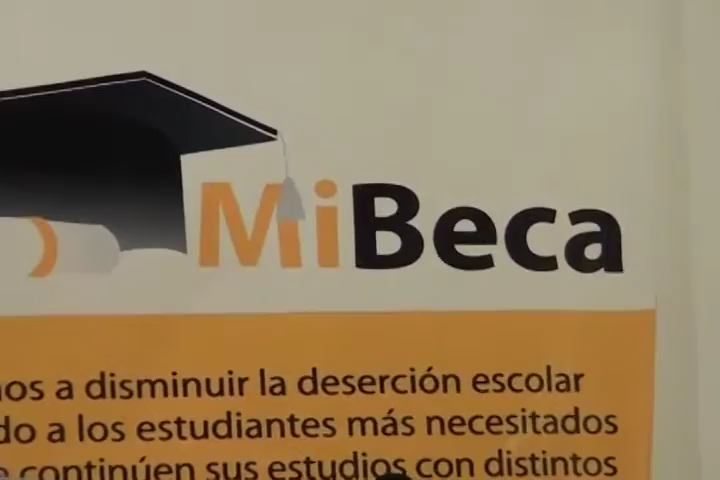 MiBeca
a disminuir la deserción escolar
a los estudiantes más necesitados
continúen sus estudios con distintos